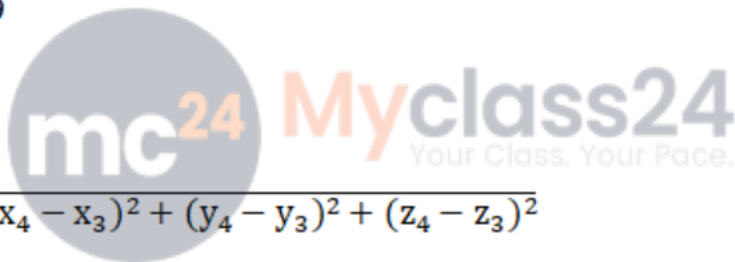 mc24 Myclass24
Your Class. Your Pace.
x₄ − x₃)² + (y₄ − y₃)² + (z₄ − z₃)²